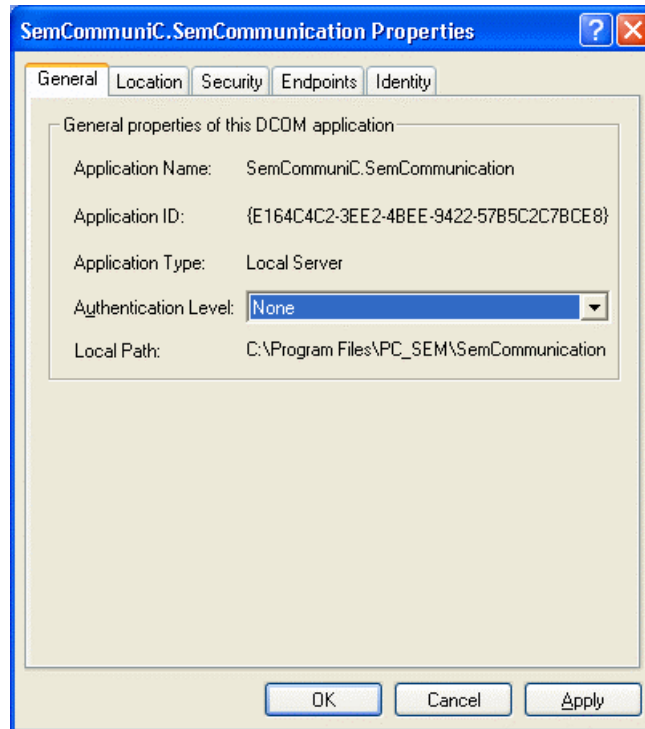 SemCommuniC.SemCommunication Properties
General Location Security Endpoints Identity
General properties of this DCOM application
Application Name: SemCommuniC.SemCommunication
Application ID: {E164C4C2-3EE2-4BEE-9422-57B5C2C7BCE8}
Application Type: Local Server
Authentication Level: None
Local Path: C:\Program Files\PC_SEM\SemCommunication
OK Cancel Apply